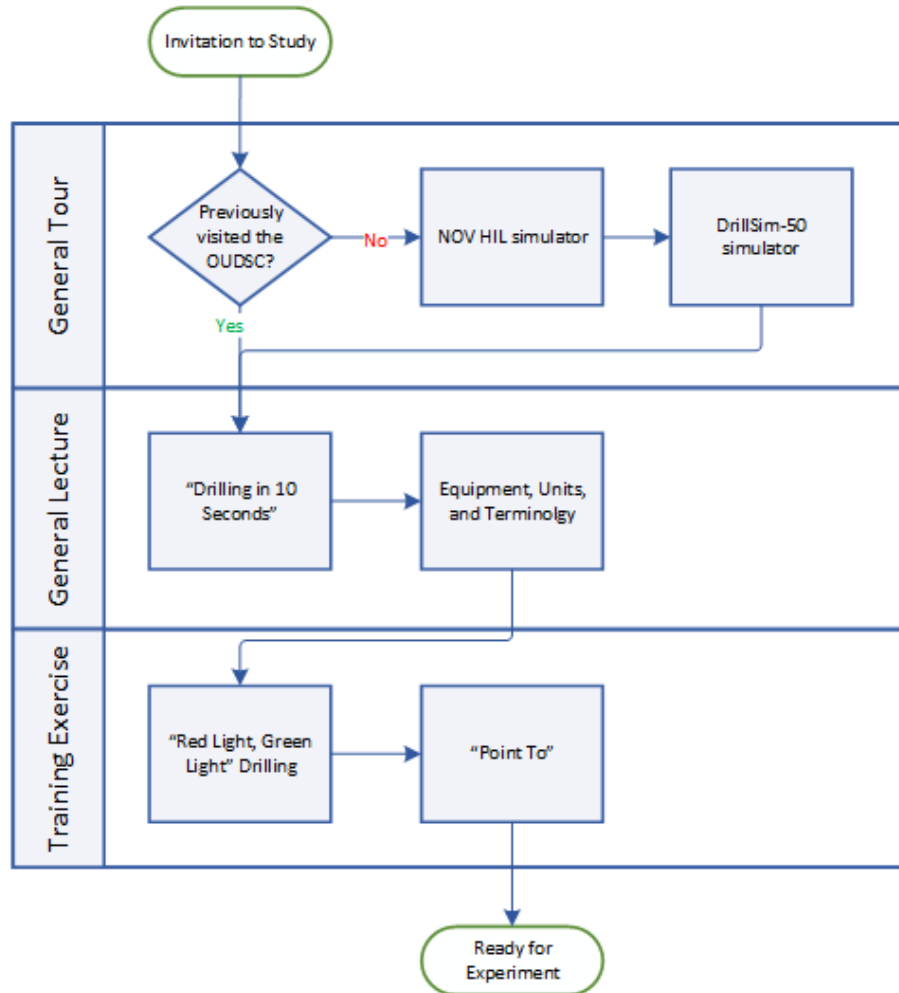 Invitation to Study
General Tour
Previously
visited the
OUDSC?
No
NOV HIL simulator
DrillSim-50
simulator
Yes
General Lecture
“Drilling in 10
Seconds”
Equipment, Units,
and Terminolgy
Training Exercise
“Red Light, Green
Light” Drilling
“Point To”
Ready for
Experiment